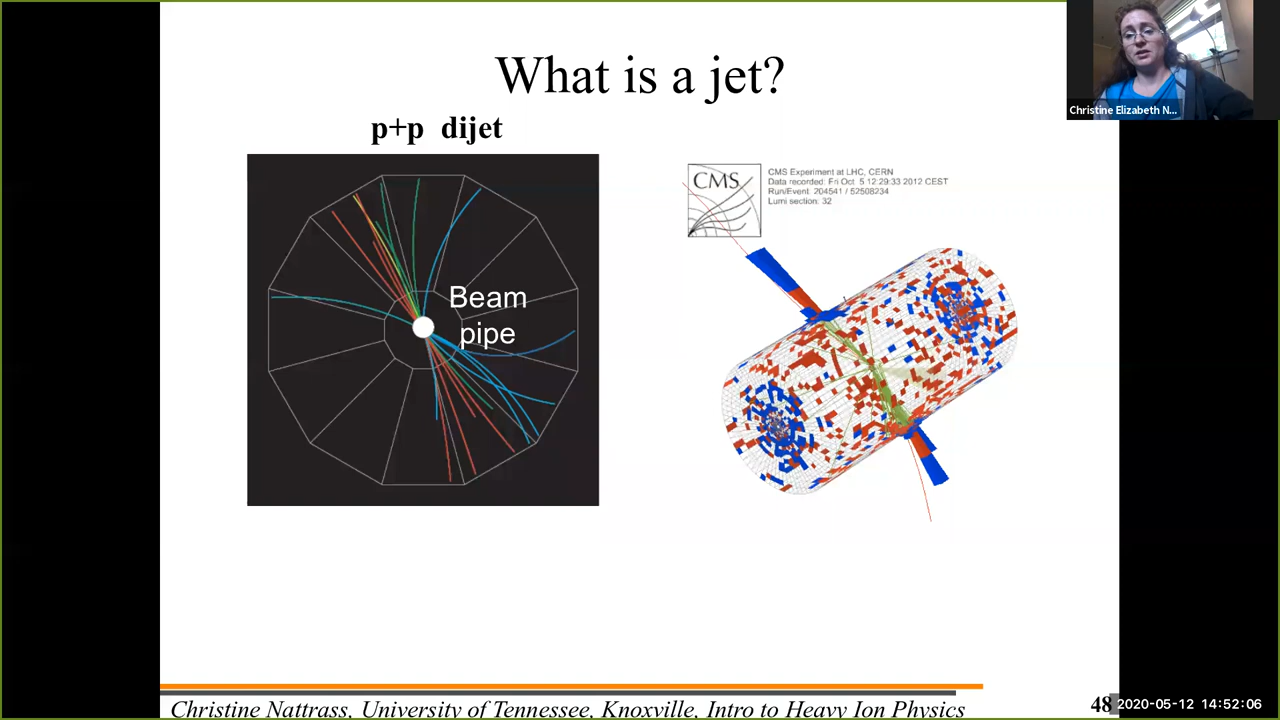 What is a jet?
Christine Elizabeth N...
p+p dijet
CMS
CMS Experiment at LHC, CERN
Data recorded: Fri Oct 5 12:29:33 2012 CEST
Run/Event: 204541 / 52508234
Lumi section: 32
Beam
pipe
Christine Nattrass, University of Tennessee, Knoxville, Intro to Heavy Ion Physics
48
2020-05-12 14:52:06